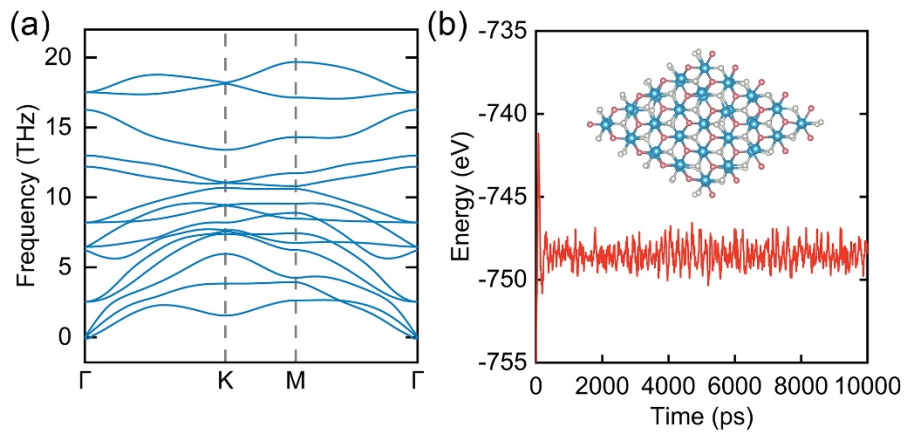 (a)
Frequency (THz)
20
15
10
5
0
Γ
K
M
Γ
(b)
Energy (eV)
-735
-740
-745
-750
-755
0
2000
4000
6000
8000
10000
Time (ps)